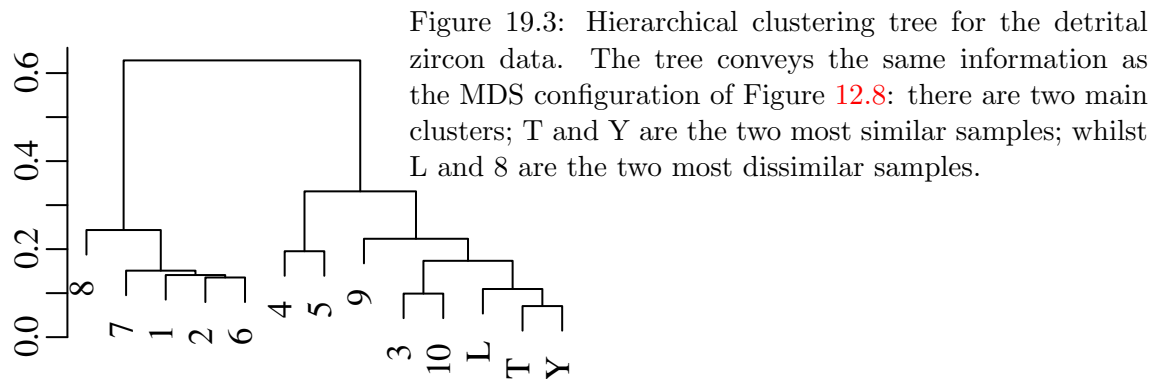 Figure 19.3: Hierarchical clustering tree for the detrital
zircon data. The tree conveys the same information as
the MDS configuration of Figure 12.8: there are two main
clusters; T and Y are the two most similar samples; whilst
L and 8 are the two most dissimilar samples.
0.6
0.4
0.2
0.0
8
7
1
2
6
4
5
9
3
10
L
T
Y